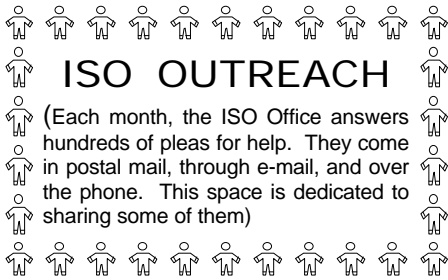 ISO OUTREACH
(Each month, the ISO Office answers
hundreds of pleas for help. They come
in postal mail, through e-mail, and over
the phone. This space is dedicated to
sharing some of them)